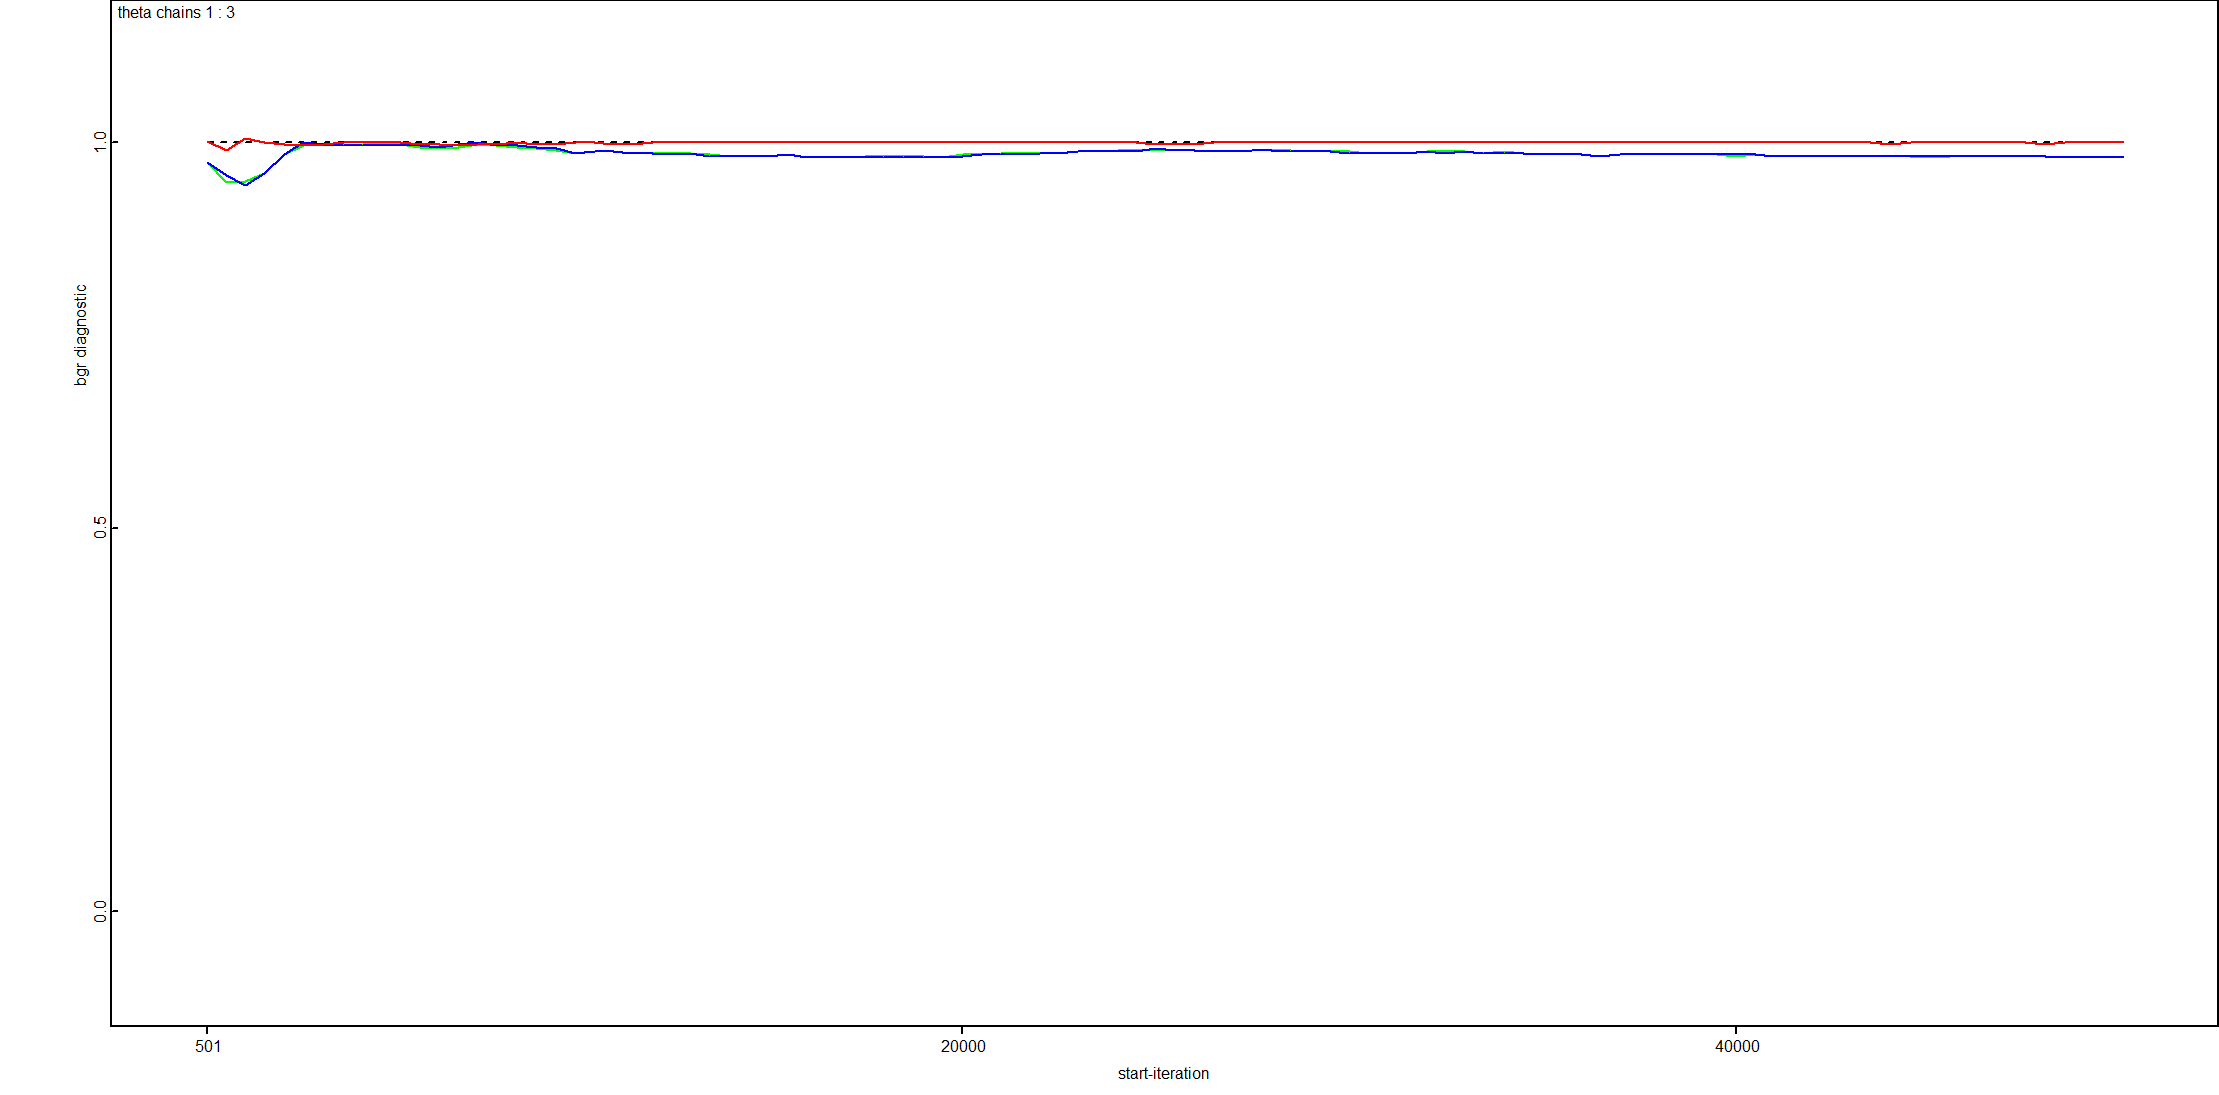 theta chains 1 : 3
1.0
0.5
0.0
bgr diagnostic
501
20000
40000
start-iteration